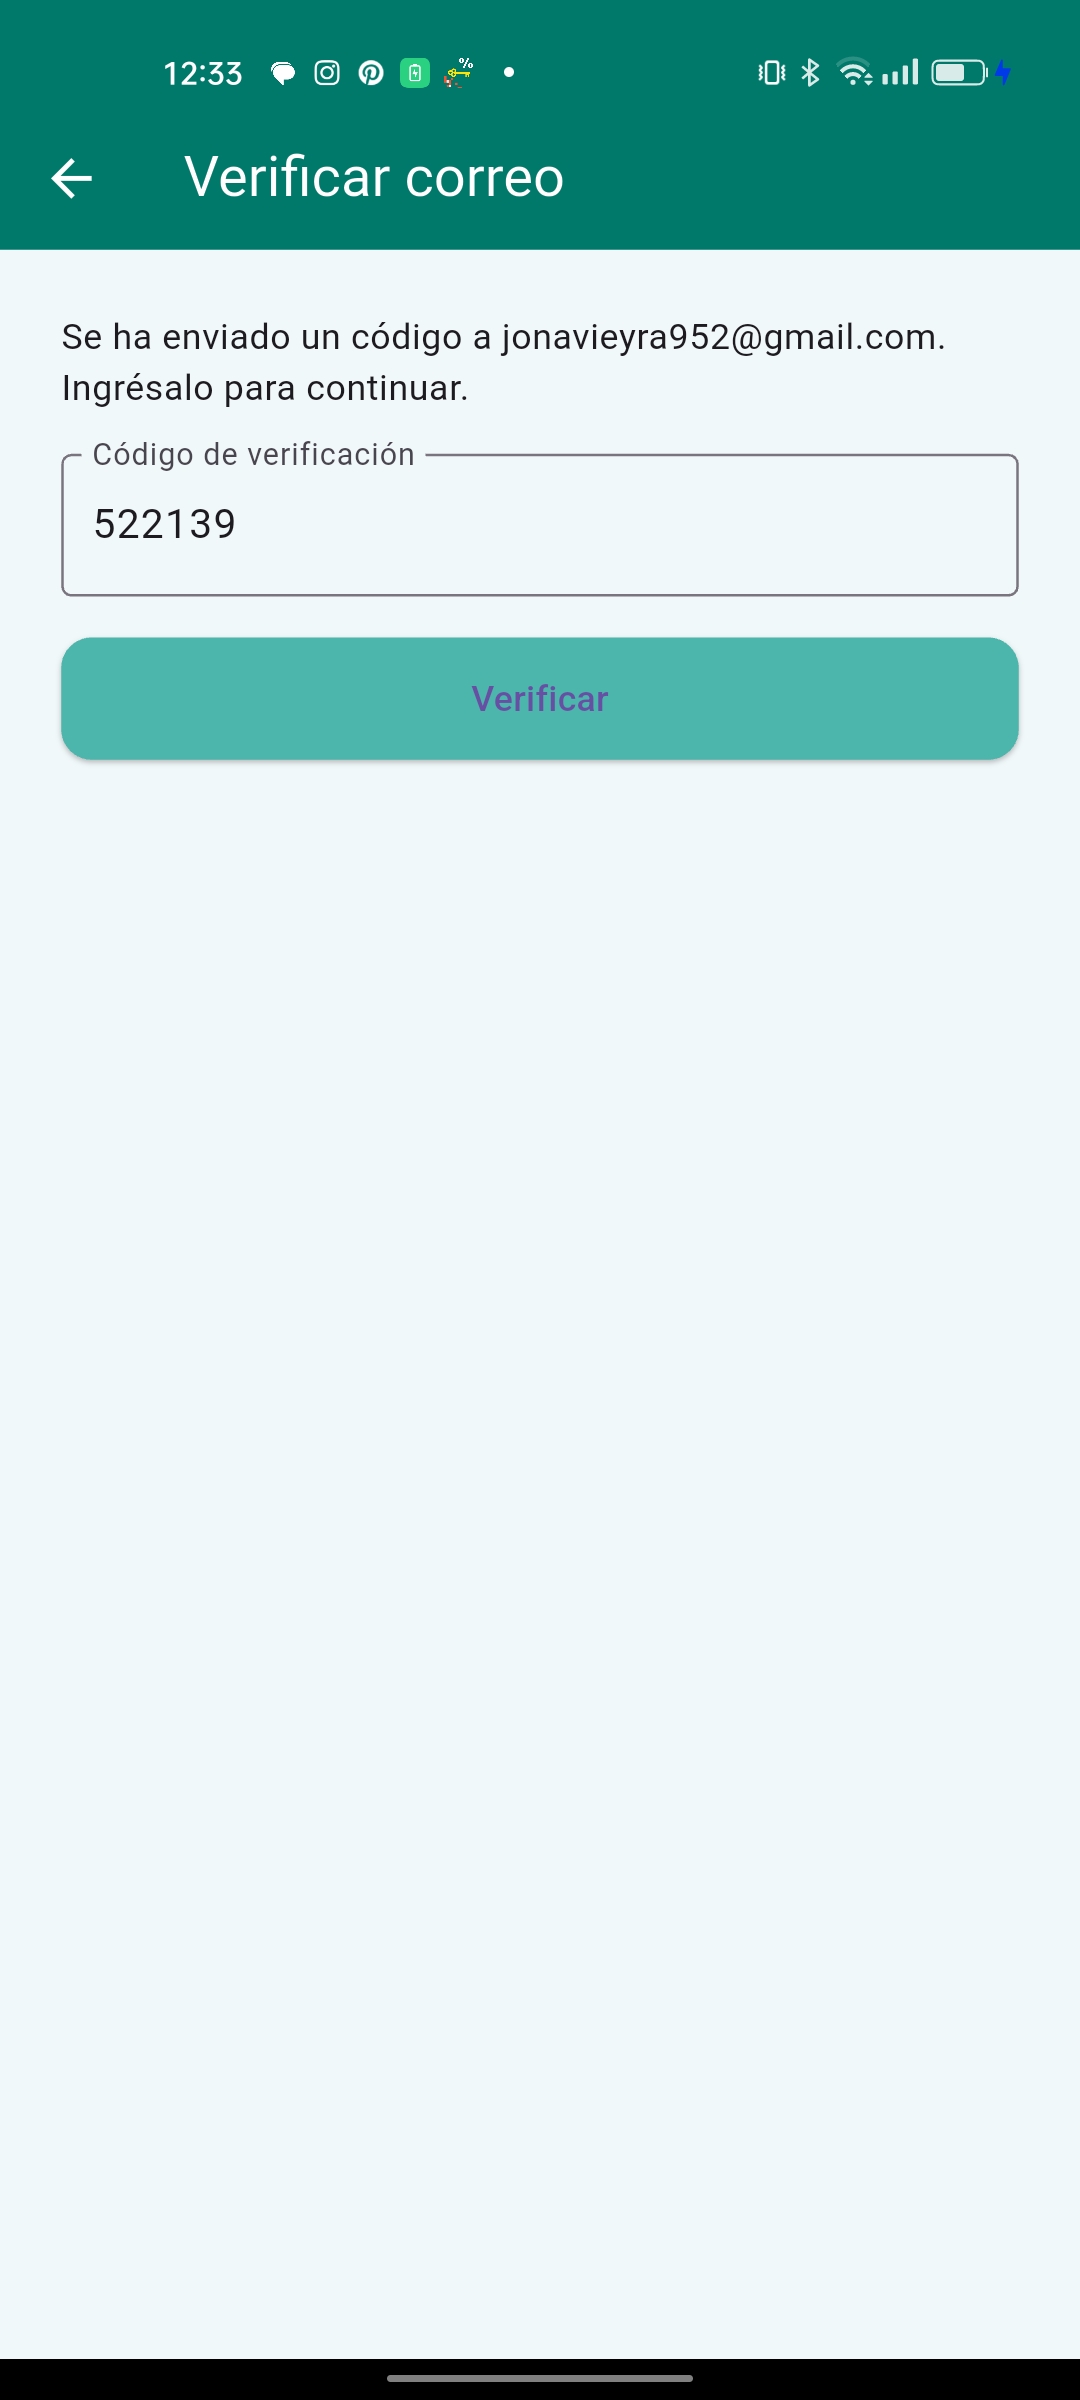 12:33
Verificar correo
Se ha enviado un código a jonavieyra952@gmail.com.
Ingrésalo para continuar.
Código de verificación
522139
Verificar